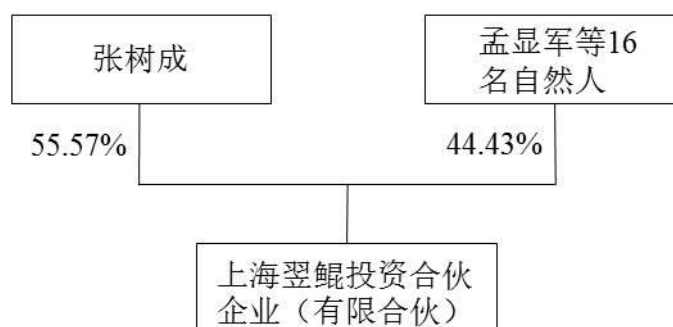 张树成
孟显军等16
名自然人
55.57%
44.43%
上海翌鲲投资合伙
企业（有限合伙）